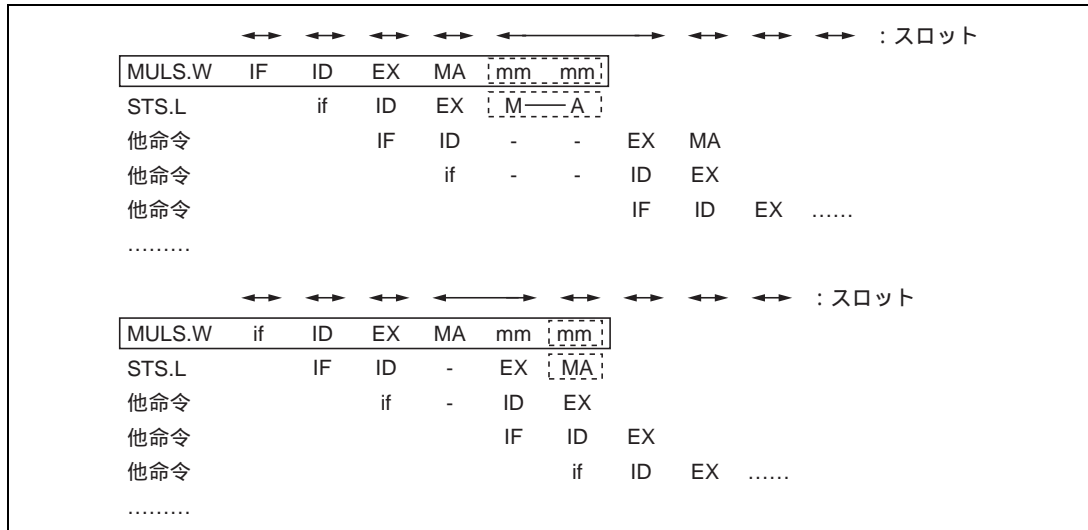 ：スロット
MULS.W IF ID EX MA mm mm
STS.L if ID EX M A
他命令 IF ID - - EX MA
他命令 if - - ID EX
他命令 IF ID EX ……
………
：スロット
MULS.W if ID EX MA mm mm
STS.L IF ID - EX MA
他命令 if - ID EX
他命令 IF ID EX
他命令 if ID EX ……
………